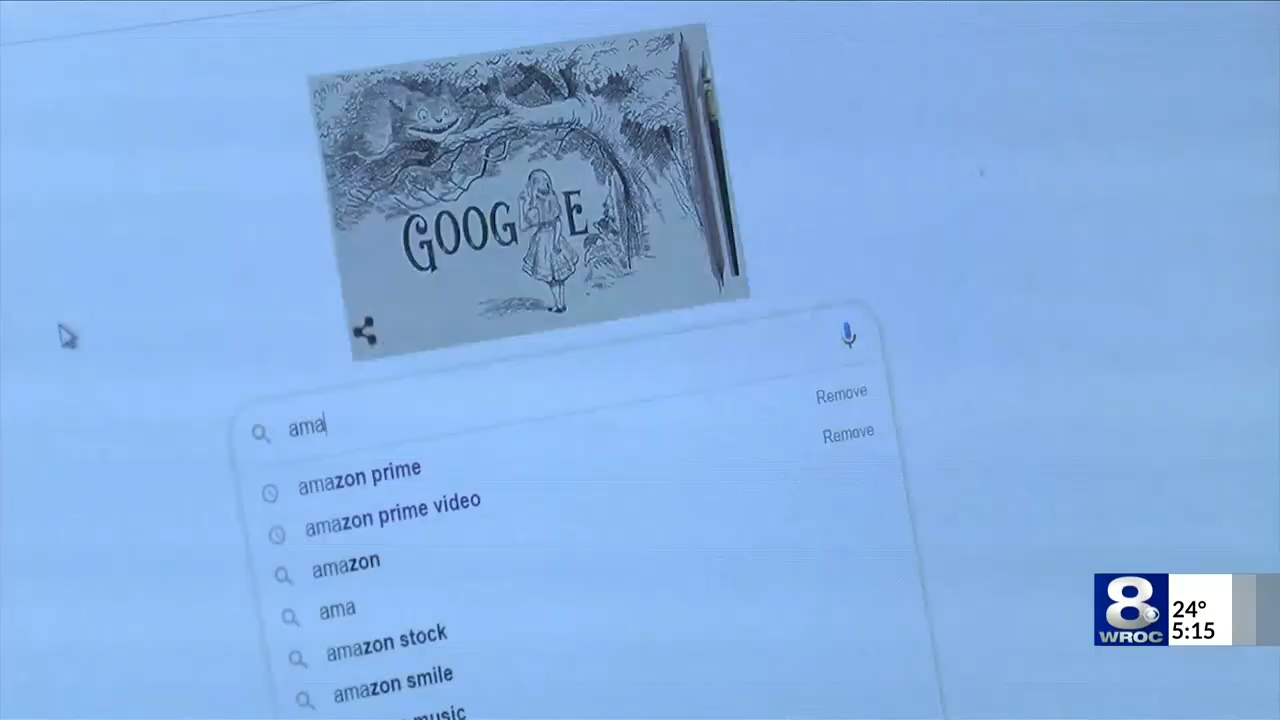 GOOG E
ama
Remove
Remove
amazon prime
amazon prime video
amazon
ama
amazon stock
amazon smile
music
8
WROC
24°
5:15